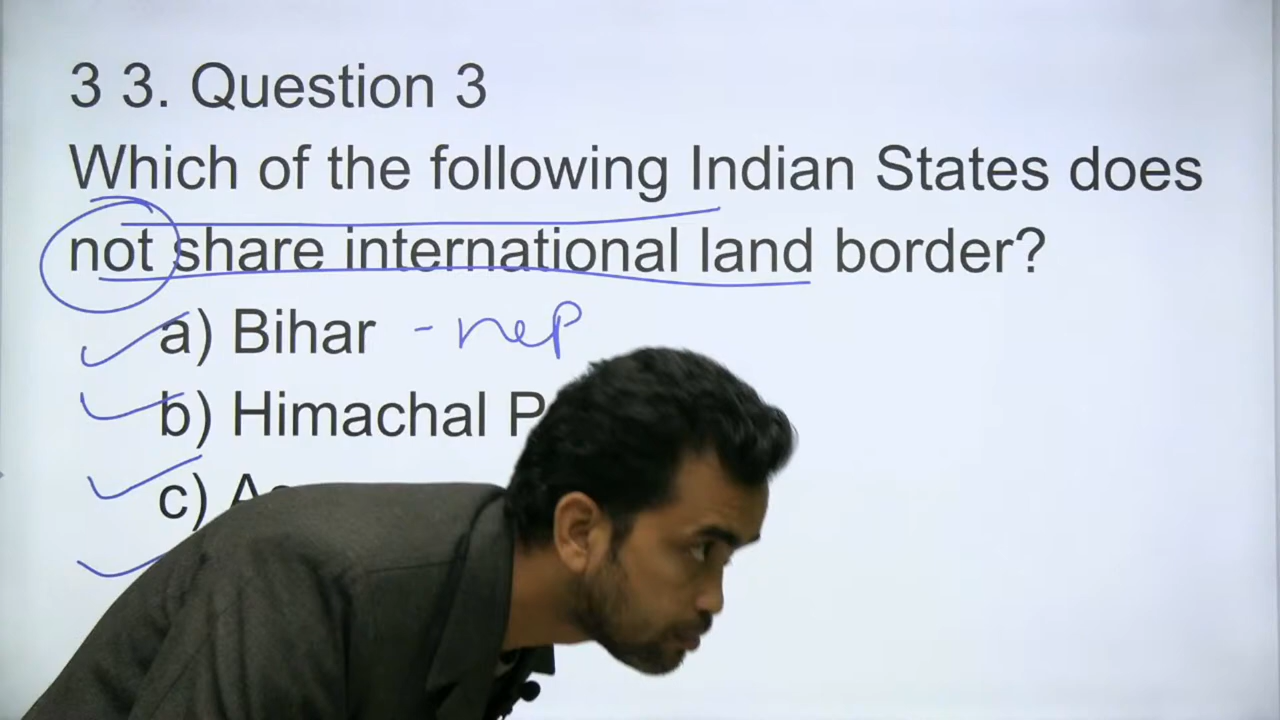 3 3. Question 3
Which of the following Indian States does
not share international land border?
a) Bihar - nep
b) Himachal
c)